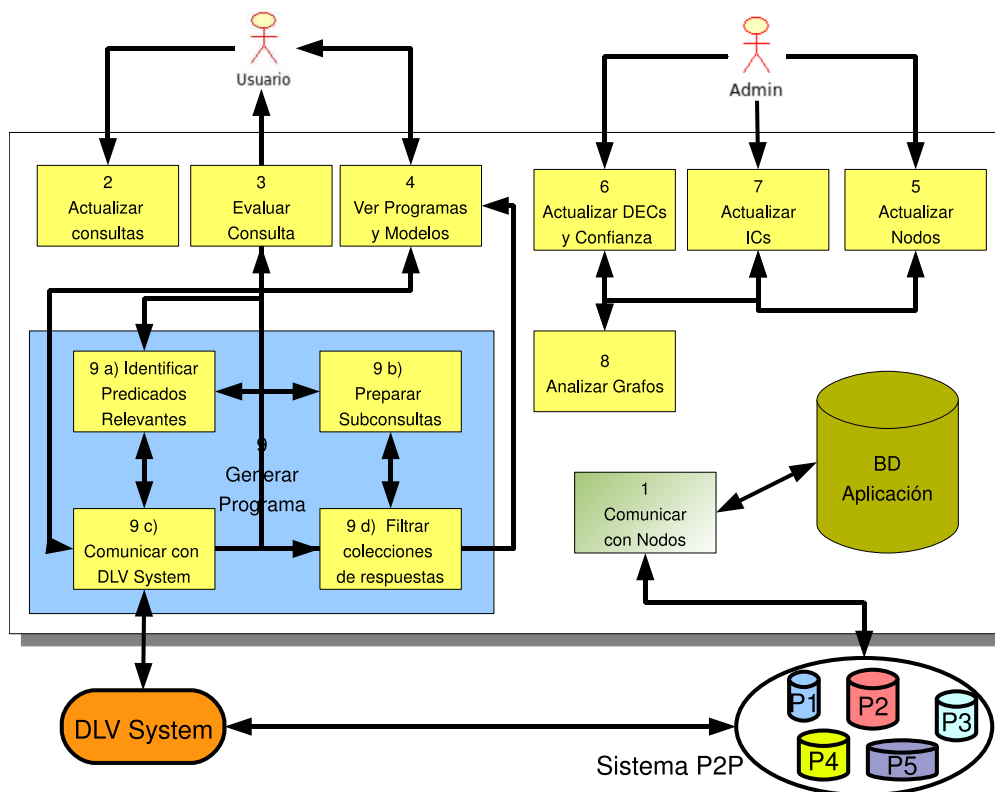 Usuario
Admin
2
Actualizar
consultas
3
Evaluar
Consulta
4
Ver Programas
y Modelos
6
Actualizar DECs
y Confianza
7
Actualizar
ICs
5
Actualizar
Nodos
9 a) Identificar
Predicados
Relevantes
9 b)
Preparar
Subconsultas
9
Generar
Programa
9 c)
Comunicar con
DLV System
9 d) Filtrar
colecciones
de respuestas
8
Analizar Grafos
1
Comunicar
con Nodos
BD
Aplicación
DLV System
Sistema P2P
P1
P2
P3
P4
P5